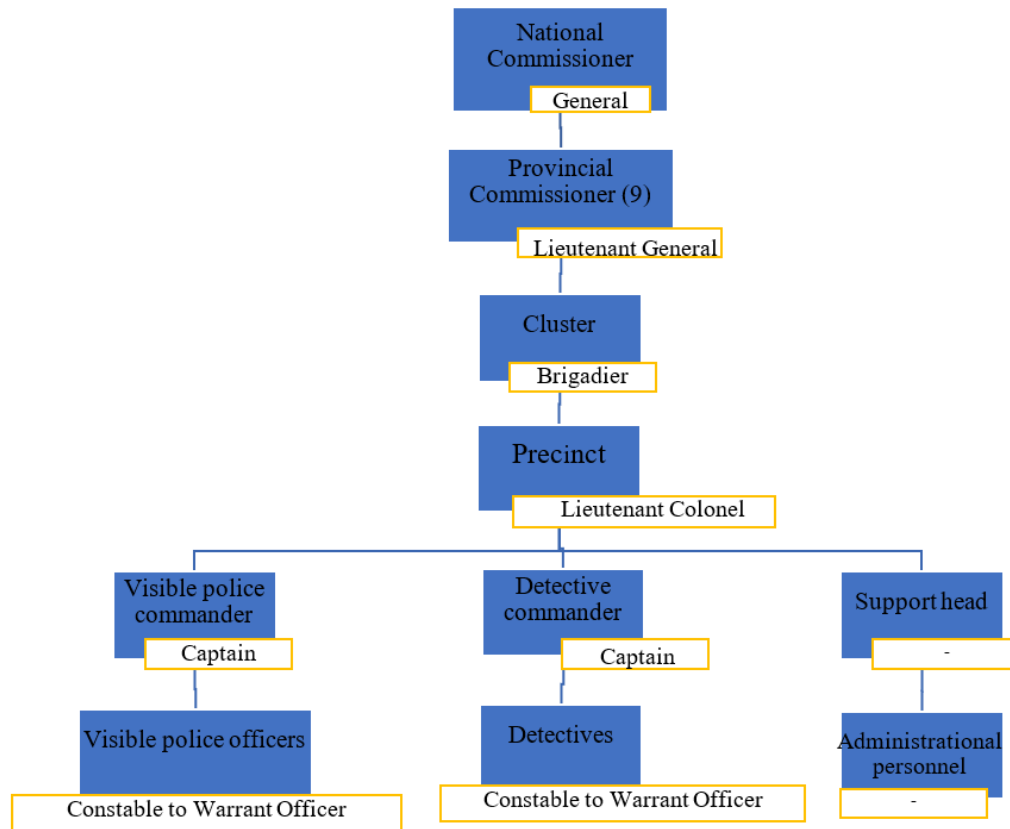 National
Commissioner
General
Provincial
Commissioner (9)
Lieutenant General
Cluster
Brigadier
Precinct
Lieutenant Colonel
Visible police
commander
Captain
Detective
commander
Captain
Support head
-
Visible police officers
Constable to Warrant Officer
Detectives
Constable to Warrant Officer
Administrational
personnel
-